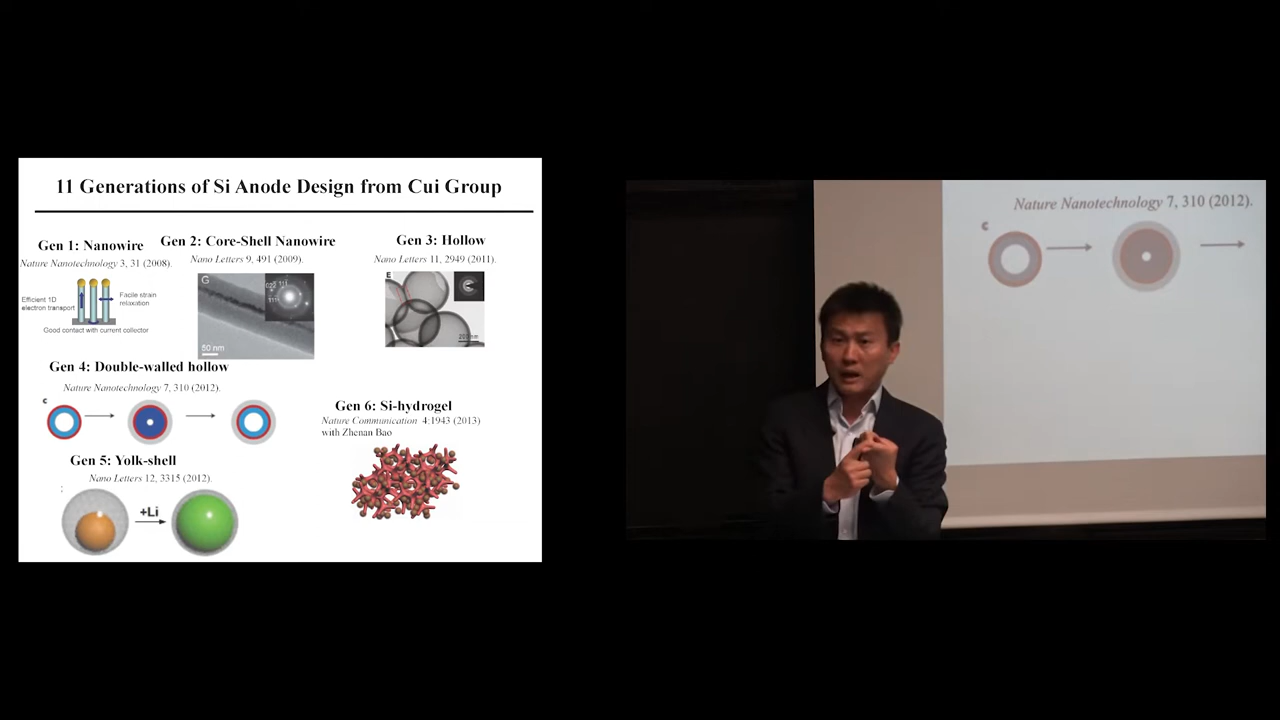 11 Generations of Si Anode Design from Cui Group
Gen 1: Nanowire
Nature Nanotechnology 3, 31 (2008).
Efficient 1D
electron transport
Facile strain
relaxation
Good contact with current collector
Gen 2: Core-Shell Nanowire
Nano Letters 9, 491 (2009).
G
50 nm
Gen 3: Hollow
Nano Letters 11, 2949 (2011).
E
Gen 4: Double-walled hollow
Nature Nanotechnology 7, 310 (2012).
c
Gen 5: Yolk-shell
Nano Letters 12, 3315 (2012).
+Li
Gen 6: Si-hydrogel
Nature Communication 4:1943 (2013)
with Zhenan Bao
Nature Nanotechnology 7, 310 (2012).
c